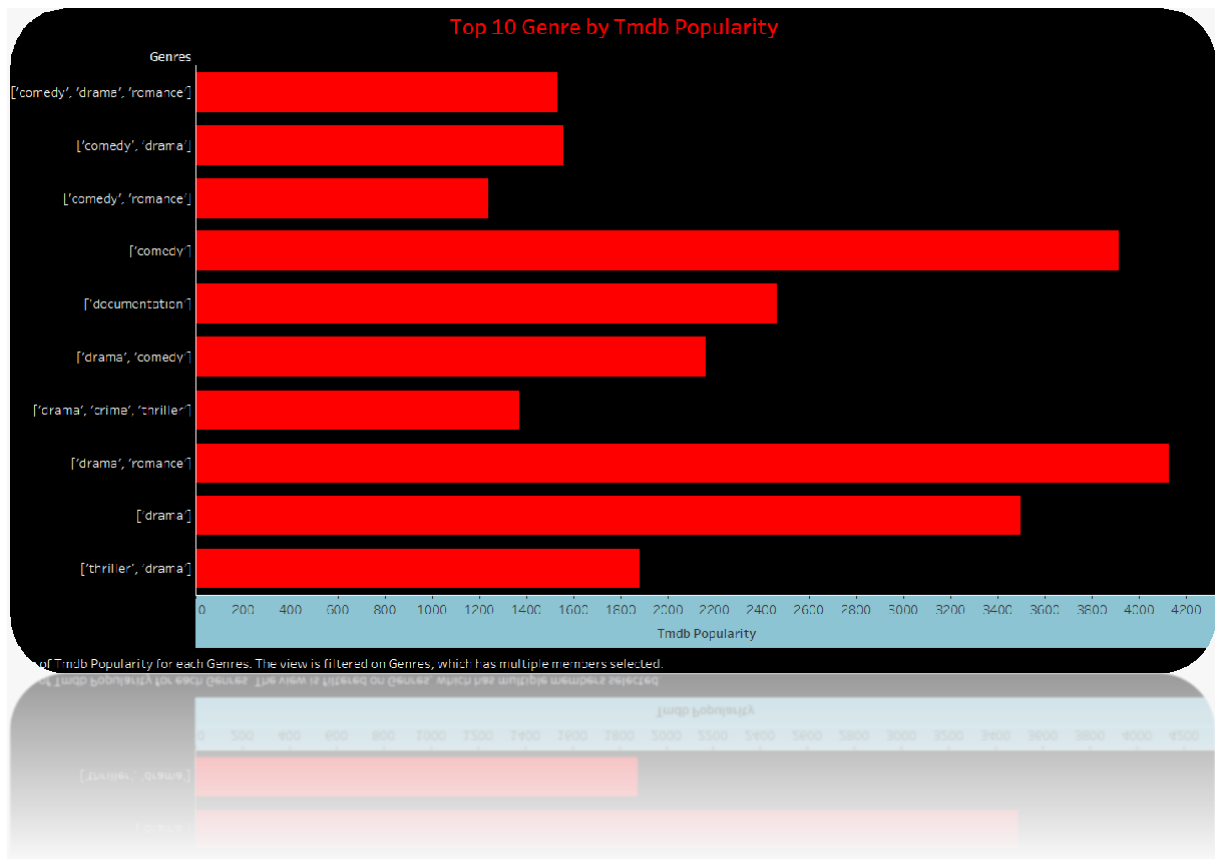 Top 10 Genre by Tmdb Popularity
Genres
['comedy', 'drama', 'romance']
['comedy', 'drama']
['comedy', 'romance']
['comedy']
['documentation']
['drama', 'comedy']
['drama', 'crime', 'thriller']
['drama', 'romance']
['drama']
['thriller', 'drama']
0 200 400 600 800 1000 1200 1400 1600 1800 2000 2200 2400 2600 2800 3000 3200 3400 3600 3800 4000 4200
Tmdb Popularity
of Tmdb Popularity for each Genres. The view is filtered on Genres, which has multiple members selected.